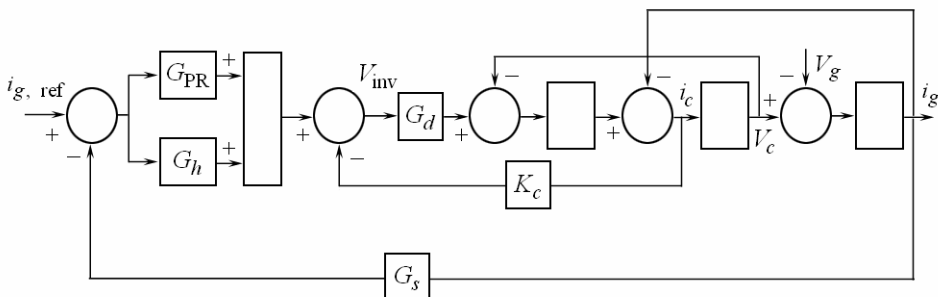 i_g, ref
+
−
G_PR
+
G_h
+
+
−
V_inv
G_d
+
−
+
−
i_c
K_c
V_c
+
−
V_g
i_g
G_s